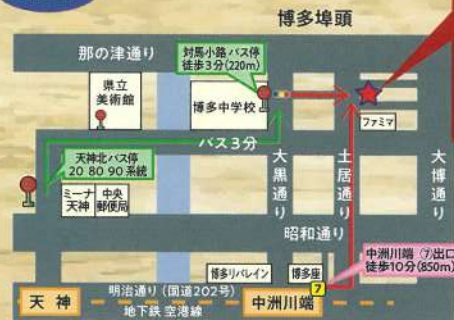 博多埠頭
那の津通り
対馬小路 バス停
徒歩3分(220m)
県立
美術館
博多中学校
ファミマ
バス3分
天神北 バス停
20 80 90 系統
大黒通り
土居通り
大博通り
ミーナ
天神
中央
郵便局
昭和通り
中洲川端 ⑦出口
徒歩10分(850m)
博多リバレイン
博多座
7
明治通り (国道202号)
天神
中洲川端
地下鉄 空港線